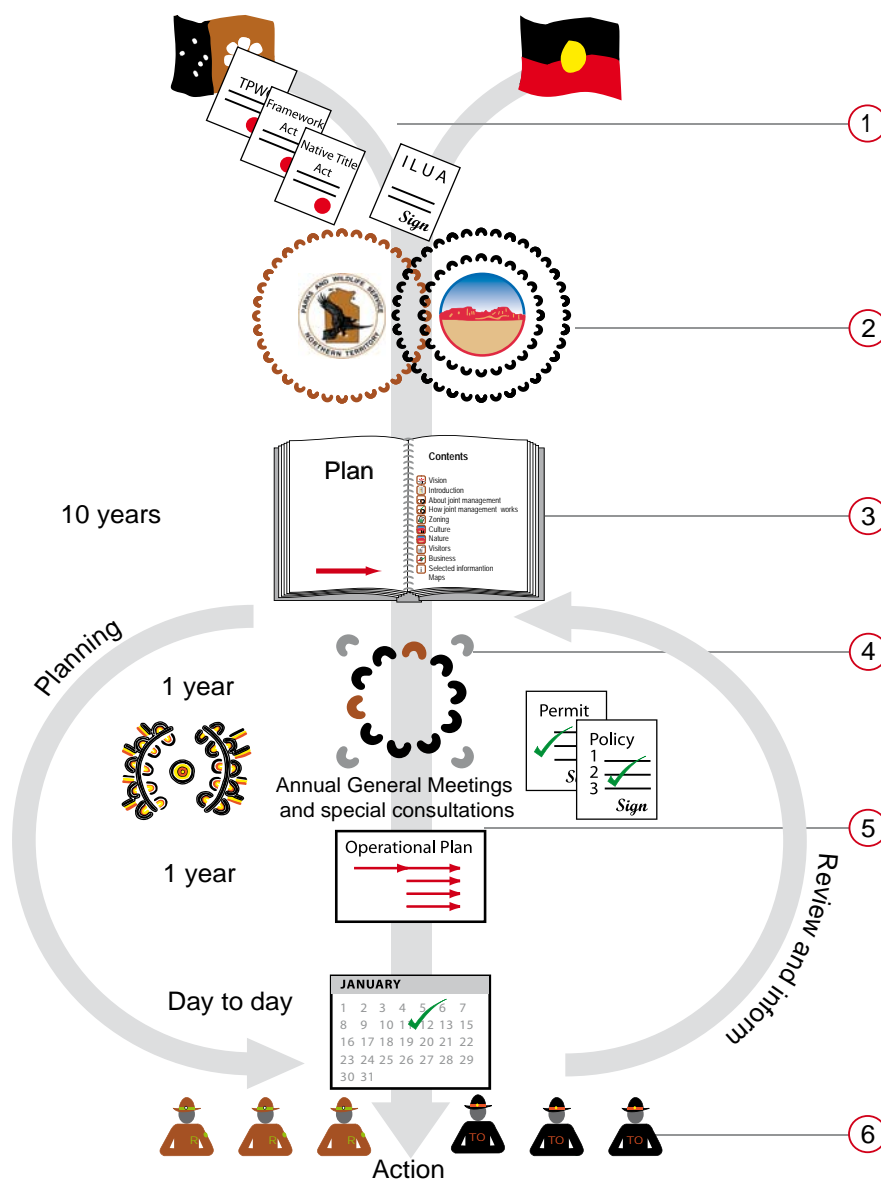 TPW
Framework
Act
Native Title
Act
ILUA
Sign
1
PARKS AND WILDLIFE SERVICE
NORTHERN TERRITORY
2
Plan
Contents
Vision
Introduction
About joint management
How joint management works
Zoning
Culture
Nature
Visitors
Business
Selected informantion
Maps
10 years
3
Planning
4
1 year
Permit
Policy
1
2
3
Sign
Annual General Meetings
and special consultations
5
Operational Plan
1 year
Review and inform
Day to day
JANUARY
1 2 3 4 5 6 7
8 9 10 11 12 13 15
16 17 18 19 20 21 22
23 24 25 26 27 28 29
30 31
R R R TO TO TO
6
Action